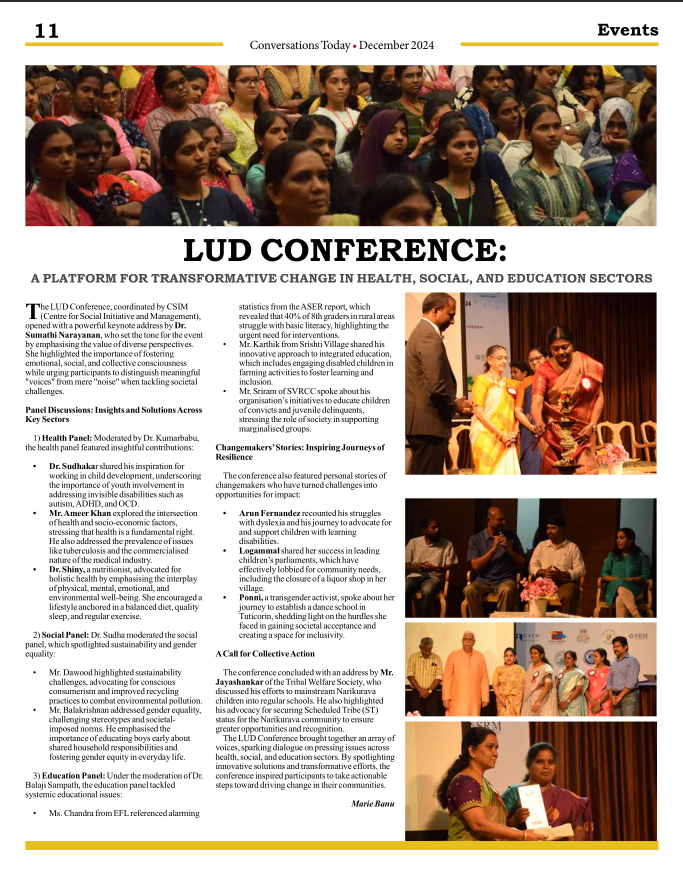 11
Events
Conversations Today • December 2024
LUD CONFERENCE:
A PLATFORM FOR TRANSFORMATIVE CHANGE IN HEALTH, SOCIAL, AND EDUCATION SECTORS
The LUD Conference, coordinated by CSIM
(Centre for Social Initiative and Management),
opened with a powerful keynote address by Dr.
Sumathi Narayanan, who set the tone for the event
by emphasising the value of diverse perspectives.
She highlighted the importance of fostering
emotional, social, and collective consciousness
while urging participants to distinguish meaningful
"voices" from mere "noise" when tackling societal
challenges.
Panel Discussions: Insights and Solutions Across
Key Sectors
1) Health Panel: Moderated by Dr. Kumarbabu,
the health panel featured insightful contributions:
• Dr. Sudhakar shared his inspiration for
working in child development, underscoring
the importance of youth involvement in
addressing invisible disabilities such as
autism, ADHD, and OCD.
• Mr. Ameer Khan explored the intersection
of health and socio-economic factors,
stressing that health is a fundamental right.
He also addressed the prevalence of issues
like tuberculosis and the commercialised
nature of the medical industry.
• Dr. Shiny, a nutritionist, advocated for
holistic health by emphasising the interplay
of physical, mental, emotional, and
environmental well-being. She encouraged a
lifestyle anchored in a balanced diet, quality
sleep, and regular exercise.
2) Social Panel: Dr. Sudha moderated the social
panel, which spotlighted sustainability and gender
equality:
• Mr. Dawood highlighted sustainability
challenges, advocating for conscious
consumerism and improved recycling
practices to combat environmental pollution.
• Mr. Balakrishnan addressed gender equality,
challenging stereotypes and societal-
imposed norms. He emphasised the
importance of educating boys early about
shared household responsibilities and
fostering gender equity in everyday life.
3) Education Panel: Under the moderation of Dr.
Balaji Sampath, the education panel tackled
systemic educational issues:
• Ms. Chandra from EFL referenced alarming
statistics from the ASER report, which
revealed that 40% of 8th graders in rural areas
struggle with basic literacy, highlighting the
urgent need for interventions.
• Mr. Karthik from Srishti Village shared his
innovative approach to integrated education,
which includes engaging disabled children in
farming activities to foster learning and
inclusion.
• Mr. Sriram of SVRCC spoke about his
organisation's initiatives to educate children
of convicts and juvenile delinquents,
stressing the role of society in supporting
marginalised groups.
Changemakers' Stories: Inspiring Journeys of
Resilience
The conference also featured personal stories of
changemakers who have turned challenges into
opportunities for impact:
• Arun Fernandez recounted his struggles
with dyslexia and his journey to advocate for
and support children with learning
disabilities.
• Logammal shared her success in leading
children's parliaments, which have
effectively lobbied for community needs,
including the closure of a liquor shop in her
village.
• Ponni, a transgender activist, spoke about her
journey to establish a dance school in
Tuticorin, shedding light on the hurdles she
faced in gaining societal acceptance and
creating a space for inclusivity.
A Call for Collective Action
The conference concluded with an address by Mr.
Jayashankar of the Tribal Welfare Society, who
discussed his efforts to mainstream Narikurava
children into regular schools. He also highlighted
his advocacy for securing Scheduled Tribe (ST)
status for the Narikurava community to ensure
greater opportunities and recognition.
The LUD Conference brought together an array of
voices, sparking dialogue on pressing issues across
health, social, and education sectors. By spotlighting
innovative solutions and transformative efforts, the
conference inspired participants to take actionable
steps toward driving change in their communities.
Marie Banu
SRM
SRM